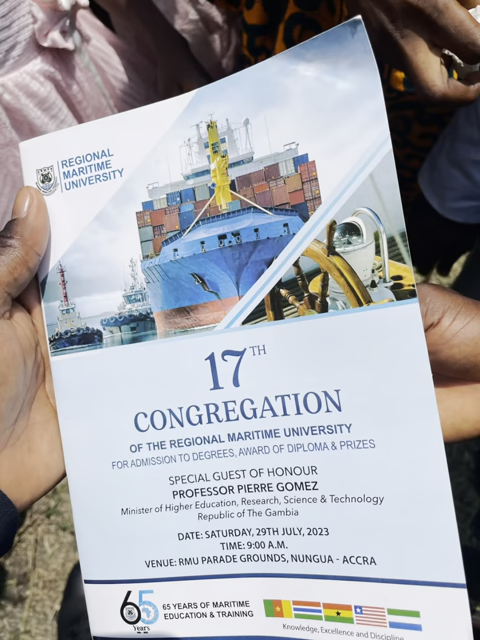 REGIONAL
MARITIME
UNIVERSITY
17TH
CONGREGATION
OF THE REGIONAL MARITIME UNIVERSITY
FOR ADMISSION TO DEGREES, AWARD OF DIPLOMA & PRIZES
SPECIAL GUEST OF HONOUR
PROFESSOR PIERRE GOMEZ
Minister of Higher Education, Research, Science & Technology
Republic of The Gambia
DATE: SATURDAY, 29TH JULY, 2023
TIME: 9:00 A.M.
VENUE: RMU PARADE GROUNDS, NUNGUA - ACCRA
65
Years
65 YEARS OF MARITIME
EDUCATION & TRAINING
Knowledge, Excellence and Discipline